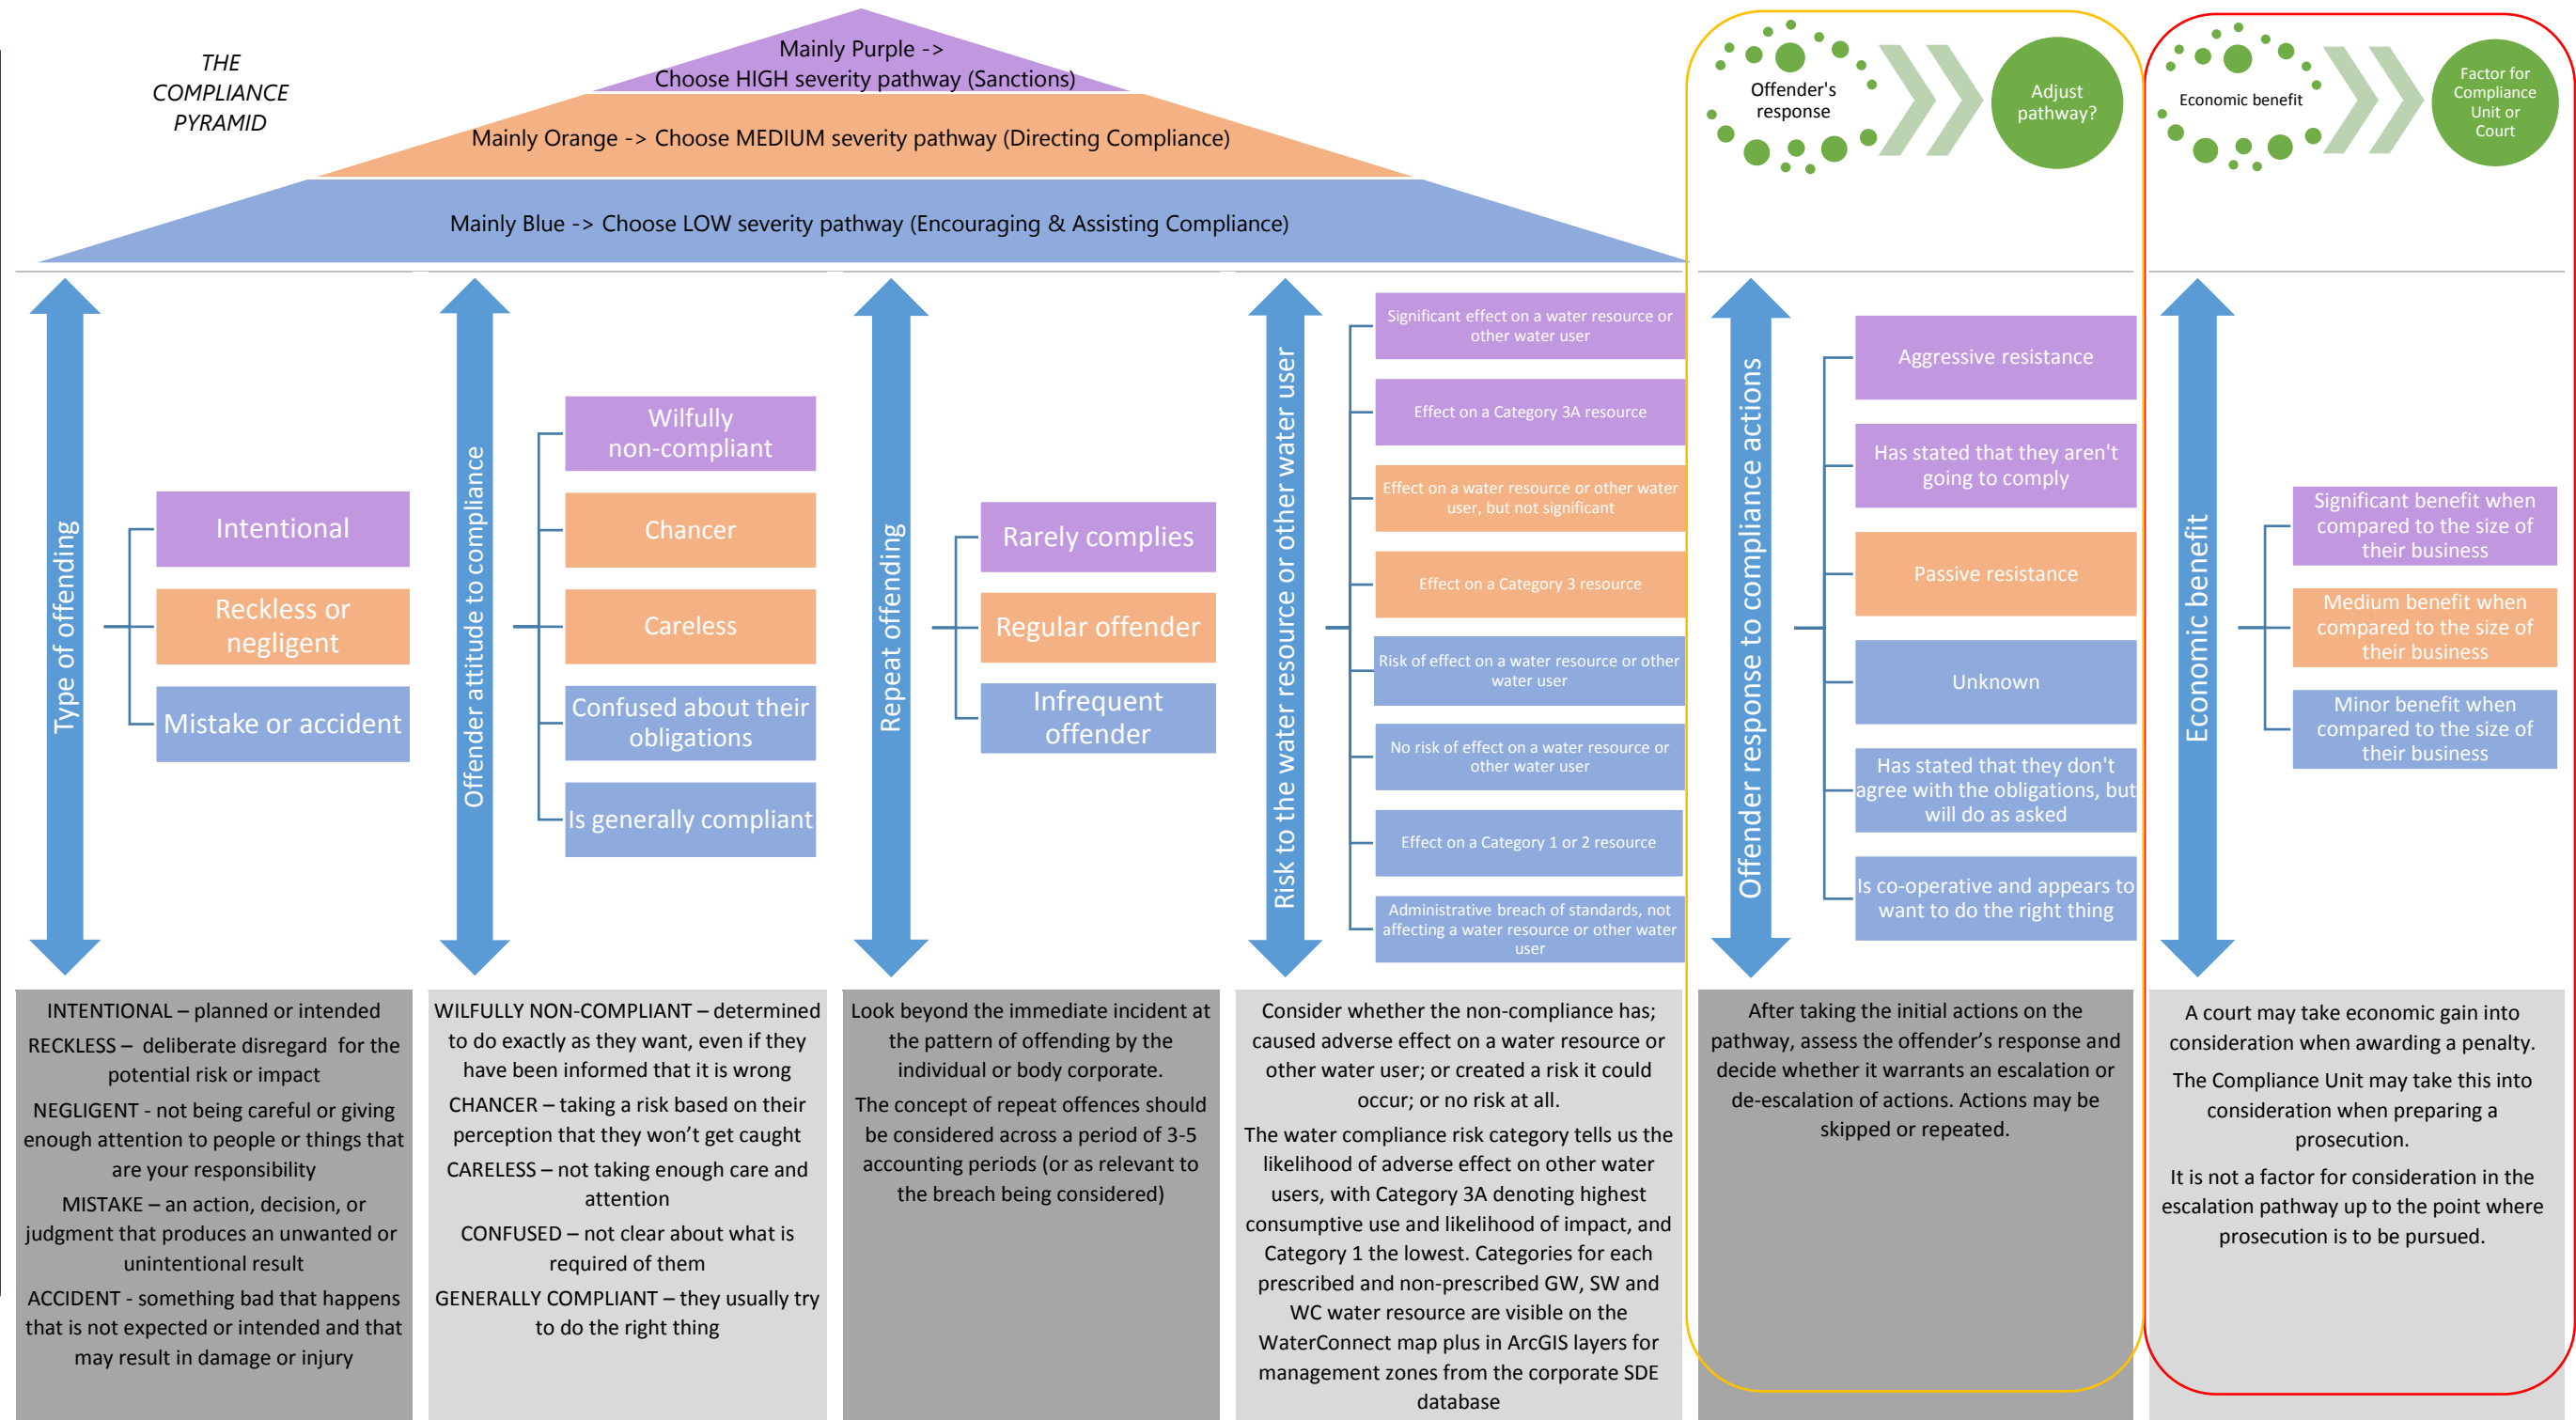 THE
COMPLIANCE
PYRAMID
Mainly Purple ->
Choose HIGH severity pathway (Sanctions)
Mainly Orange -> Choose MEDIUM severity pathway (Directing Compliance)
Mainly Blue -> Choose LOW severity pathway (Encouraging & Assisting Compliance)
Offender's
response
Adjust
pathway?
Economic benefit
Factor for
Compliance
Unit or
Court
Type of offending
Intentional
Reckless or
negligent
Mistake or accident
Offender attitude to compliance
Wilfully
non-compliant
Chancer
Careless
Confused about their
obligations
Is generally compliant
Repeat offending
Rarely complies
Regular offender
Infrequent
offender
Risk to the water resource or other water user
Significant effect on a water resource or
other water user
Effect on a Category 3A resource
Effect on a water resource or other water
user, but not significant
Effect on a Category 3 resource
Risk of effect on a water resource or other
water user
No risk of effect on a water resource or
other water user
Effect on a Category 1 or 2 resource
Administrative breach of standards, not
affecting a water resource or other water
user
Offender response to compliance actions
Aggressive resistance
Has stated that they aren't
going to comply
Passive resistance
Unknown
Has stated that they don't
agree with the obligations, but
will do as asked
Is co-operative and appears to
want to do the right thing
Economic benefit
Significant benefit when
compared to the size of
their business
Medium benefit when
compared to the size of
their business
Minor benefit when
compared to the size of
their business
INTENTIONAL – planned or intended
RECKLESS – deliberate disregard for the
potential risk or impact
NEGLIGENT - not being careful or giving
enough attention to people or things that
are your responsibility
MISTAKE – an action, decision, or
judgment that produces an unwanted or
unintentional result
ACCIDENT - something bad that happens
that is not expected or intended and that
may result in damage or injury
WILFULLY NON-COMPLIANT – determined
to do exactly as they want, even if they
have been informed that it is wrong
CHANCER – taking a risk based on their
perception that they won't get caught
CARELESS – not taking enough care and
attention
CONFUSED – not clear about what is
required of them
GENERALLY COMPLIANT – they usually try
to do the right thing
Look beyond the immediate incident at
the pattern of offending by the
individual or body corporate.
The concept of repeat offences should
be considered across a period of 3-5
accounting periods (or as relevant to
the breach being considered)
Consider whether the non-compliance has;
caused adverse effect on a water resource or
other water user; or created a risk it could
occur; or no risk at all.
The water compliance risk category tells us the
likelihood of adverse effect on other water
users, with Category 3A denoting highest
consumptive use and likelihood of impact, and
Category 1 the lowest. Categories for each
prescribed and non-prescribed GW, SW and
WC water resource are visible on the
WaterConnect map plus in ArcGIS layers for
management zones from the corporate SDE
database
After taking the initial actions on the
pathway, assess the offender's response and
decide whether it warrants an escalation or
de-escalation of actions. Actions may be
skipped or repeated.
A court may take economic gain into
consideration when awarding a penalty.
The Compliance Unit may take this into
consideration when preparing a
prosecution.
It is not a factor for consideration in the
escalation pathway up to the point where
prosecution is to be pursued.